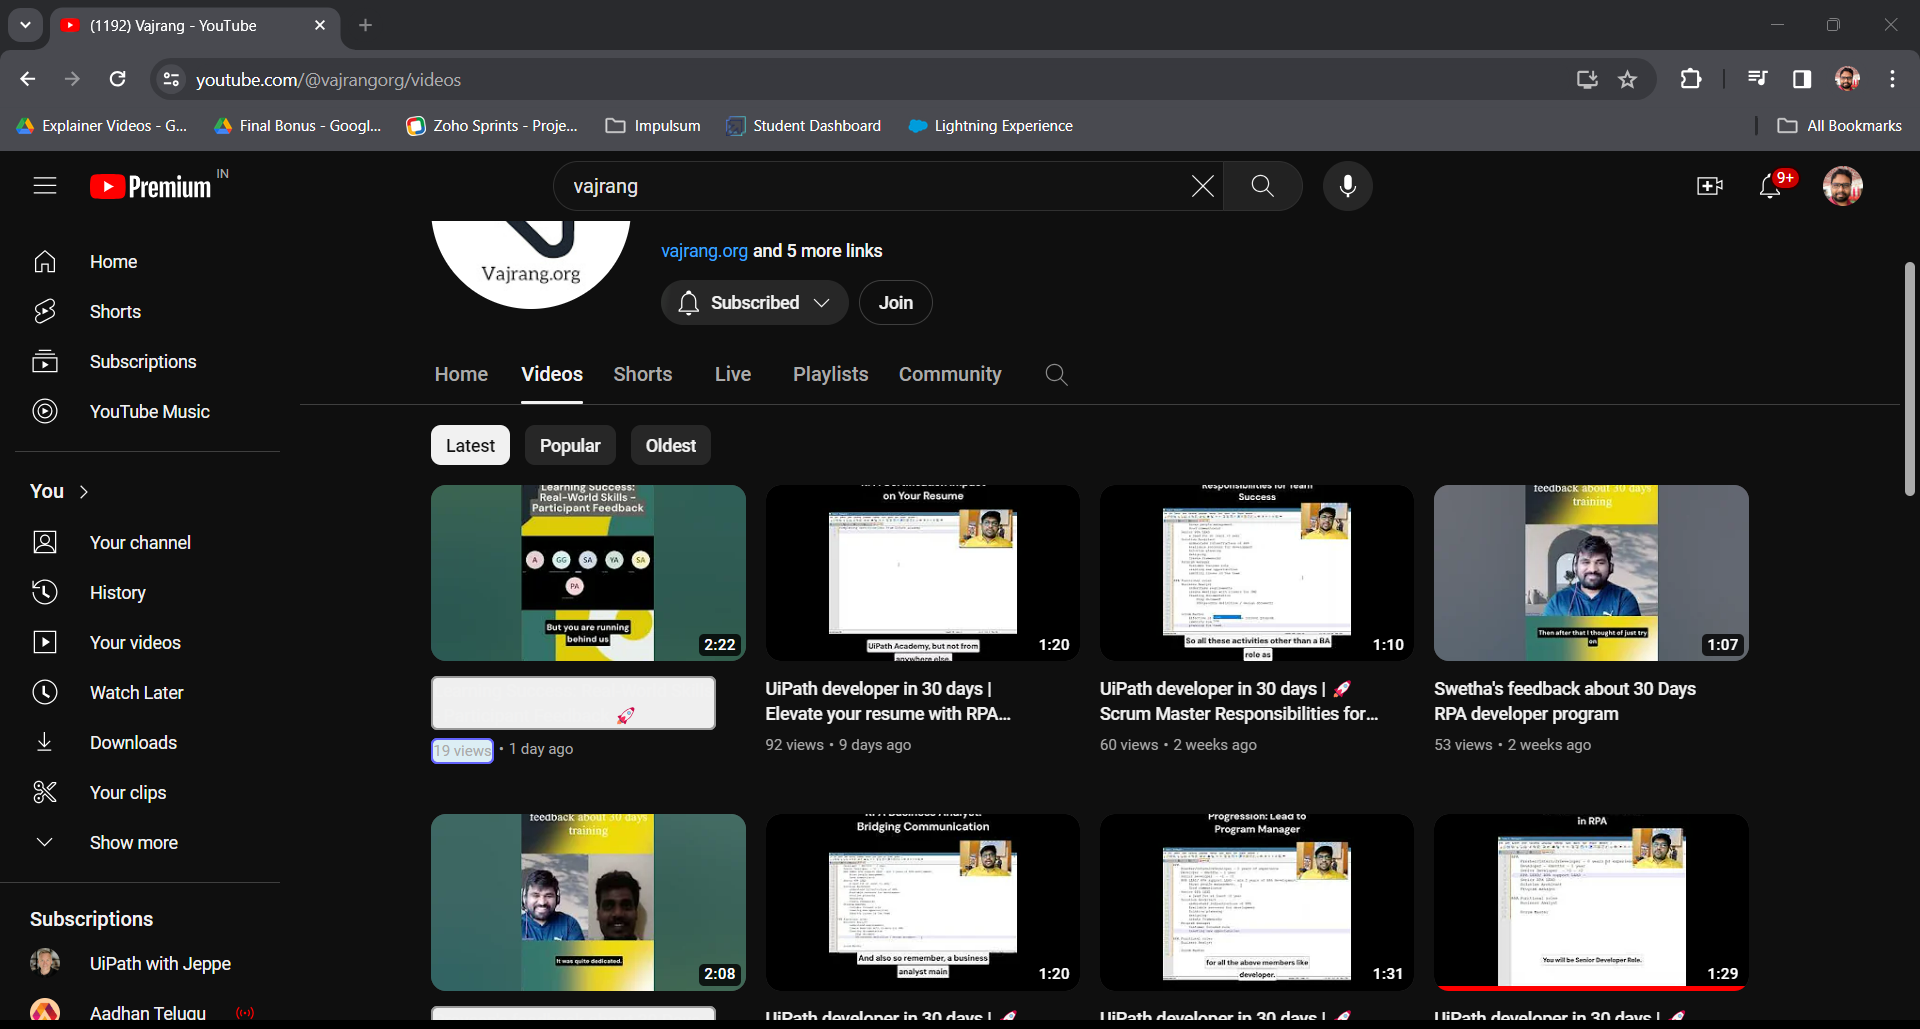 (1192) Vajrang - YouTube
youtube.com/@vajrangorg/videos
Explainer Videos - G...
Final Bonus - Googl...
Zoho Sprints - Proje...
Impulsum
Student Dashboard
Lightning Experience
All Bookmarks
Premium IN
vajrang
9+
Home
Shorts
Subscriptions
YouTube Music
You
Your channel
History
Your videos
Watch Later
Downloads
Your clips
Show more
Subscriptions
UiPath with Jeppe
Aadhan Telugu
Vajrang.org
vajrang.org and 5 more links
Subscribed
Join
Home
Videos
Shorts
Live
Playlists
Community
Latest
Popular
Oldest
Learning Success:
Real-World Skills –
Participant Feedback
A GG SA YA SA
PA
But you are running
behind us
2:22
19 views • 1 day ago
on Your Resume
UiPath Academy, but not from
anywhere else.
1:20
UiPath developer in 30 days |
Elevate your resume with RPA...
92 views • 9 days ago
Responsibilities for Team
Success
So all these activities other than a BA
role as
1:10
UiPath developer in 30 days | 🚀
Scrum Master Responsibilities for...
60 views • 2 weeks ago
feedback about 30 days
training
Then after that I thought of just try
on
1:07
Swetha's feedback about 30 Days
RPA developer program
53 views • 2 weeks ago
feedback about 30 days
training
It was quite dedicated.
2:08
RPA Business Analyst:
Bridging Communication
And also so remember, a business
analyst main
1:20
UiPath developer in 30 days | 🚀
Progression: Lead to
Program Manager
for all the above members like
developer.
1:31
UiPath developer in 30 days | 🚀
in RPA
You will be Senior Developer Role.
1:29
UiPath developer in 30 days | 🚀